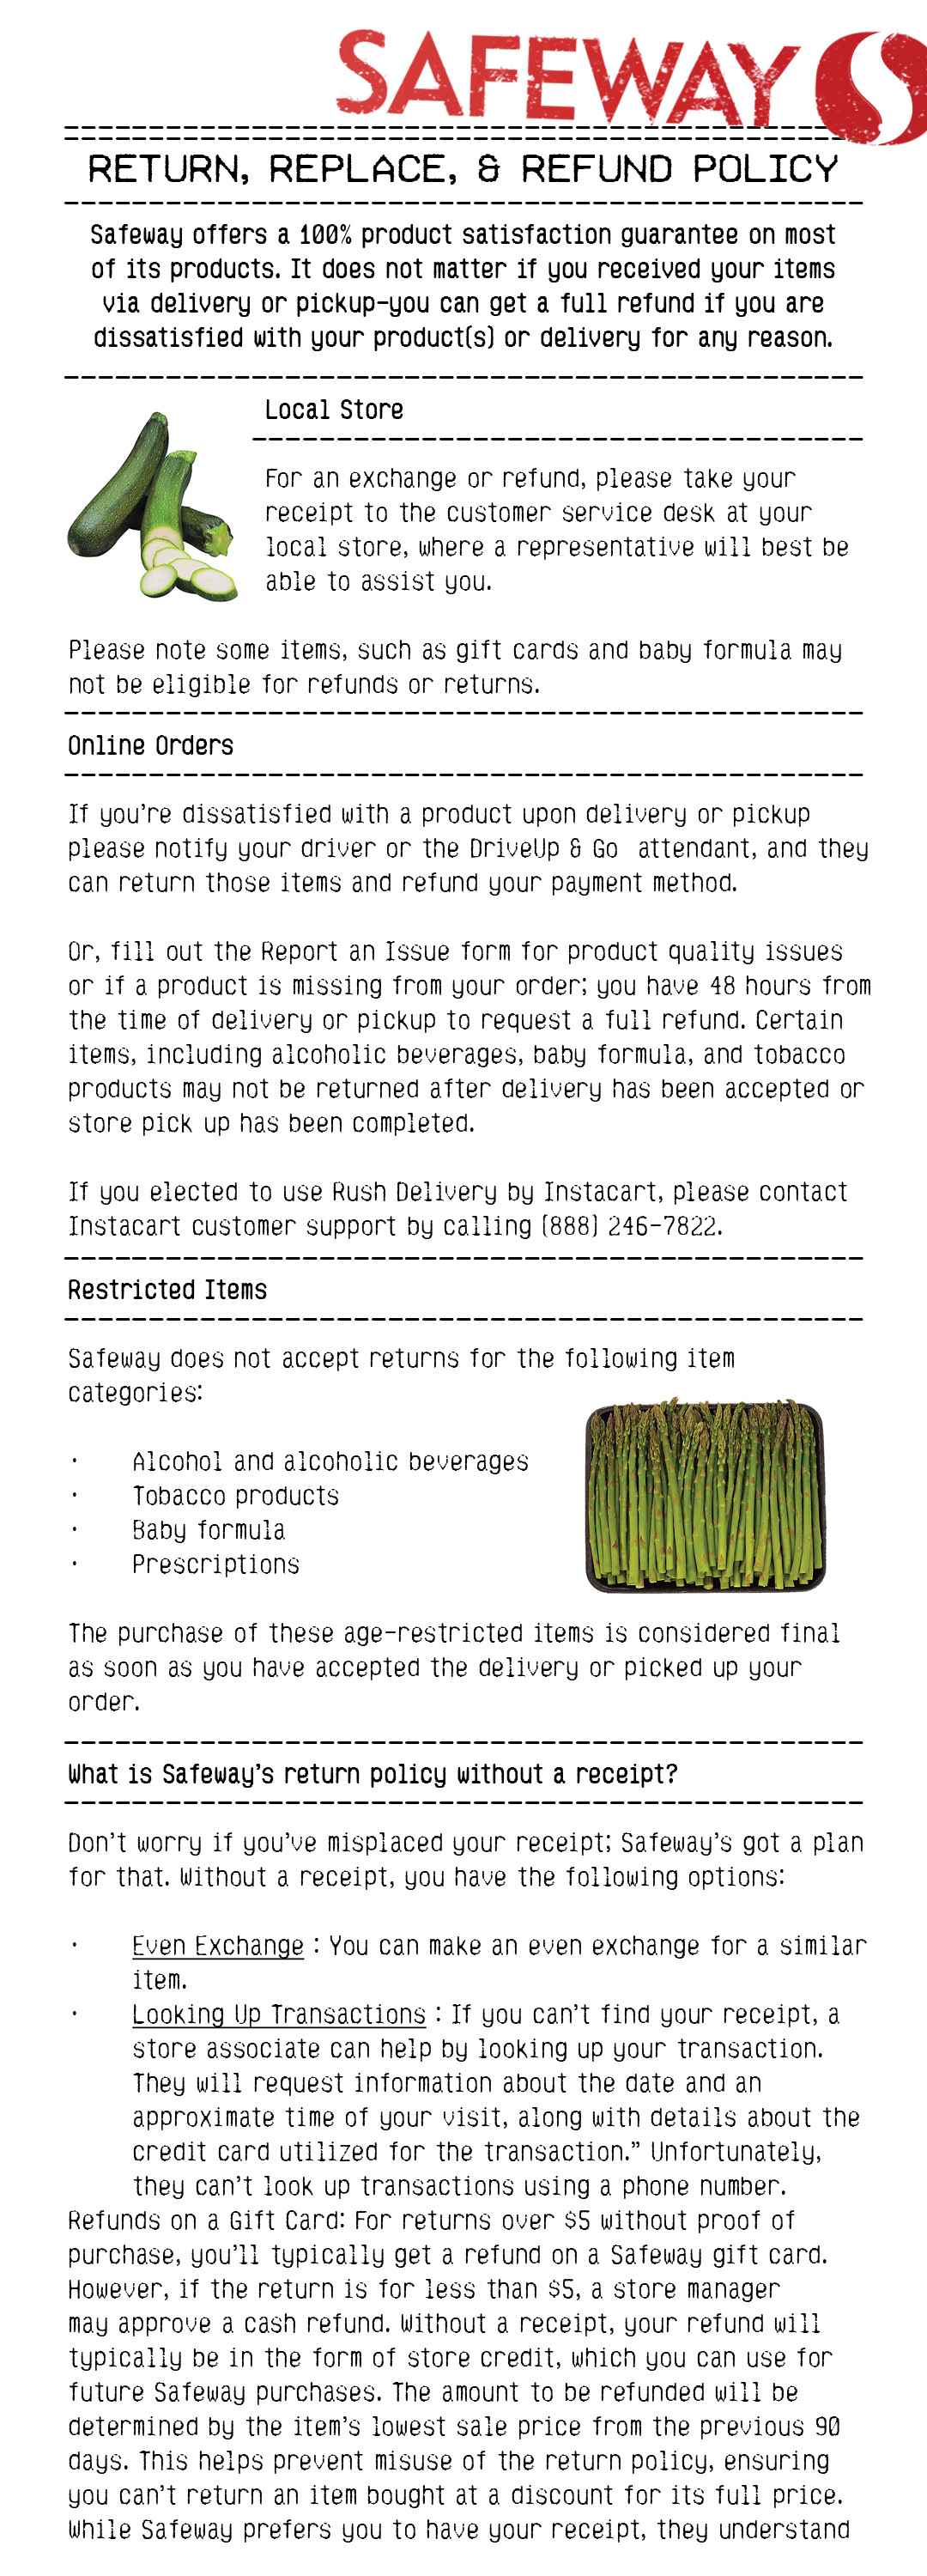 SAFEWAY
RETURN, REPLACE, & REFUND POLICY
Safeway offers a 100% product satisfaction guarantee on most
of its products. It does not matter if you received your items
via delivery or pickup-you can get a full refund if you are
dissatisfied with your product(s) or delivery for any reason.
Local Store
For an exchange or refund, please take your
receipt to the customer service desk at your
local store, where a representative will best be
able to assist you.
Please note some items, such as gift cards and baby formula may
not be eligible for refunds or returns.
Online Orders
If you're dissatisfied with a product upon delivery or pickup
please notify your driver or the DriveUp & Go attendant, and they
can return those items and refund your payment method.
Or, fill out the Report an Issue form for product quality issues
or if a product is missing from your order; you have 48 hours from
the time of delivery or pickup to request a full refund. Certain
items, including alcoholic beverages, baby formula, and tobacco
products may not be returned after delivery has been accepted or
store pick up has been completed.
If you elected to use Rush Delivery by Instacart, please contact
Instacart customer support by calling (888) 246-7822.
Restricted Items
Safeway does not accept returns for the following item
categories:
· Alcohol and alcoholic beverages
· Tobacco products
· Baby formula
· Prescriptions
The purchase of these age-restricted items is considered final
as soon as you have accepted the delivery or picked up your
order.
What is Safeway's return policy without a receipt?
Don't worry if you've misplaced your receipt; Safeway's got a plan
for that. Without a receipt, you have the following options:
· Even Exchange : You can make an even exchange for a similar
item.
· Looking Up Transactions : If you can't find your receipt, a
store associate can help by looking up your transaction.
They will request information about the date and an
approximate time of your visit, along with details about the
credit card utilized for the transaction.” Unfortunately,
they can't look up transactions using a phone number.
Refunds on a Gift Card: For returns over $5 without proof of
purchase, you'll typically get a refund on a Safeway gift card.
However, if the return is for less than $5, a store manager
may approve a cash refund. Without a receipt, your refund will
typically be in the form of store credit, which you can use for
future Safeway purchases. The amount to be refunded will be
determined by the item's lowest sale price from the previous 90
days. This helps prevent misuse of the return policy, ensuring
you can't return an item bought at a discount for its full price.
While Safeway prefers you to have your receipt, they understand